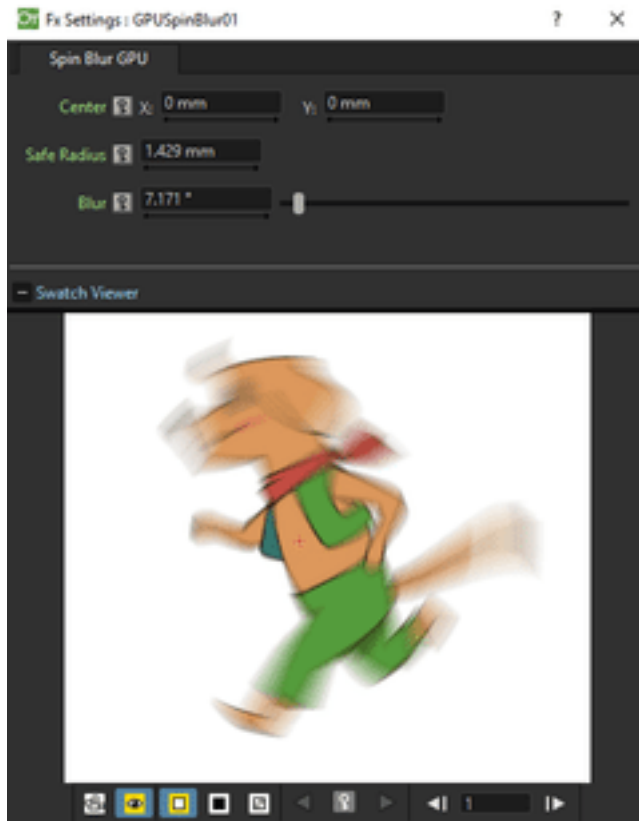 OT Fx Settings : GPUSpinBlur01 ? ×
Spin Blur GPU
Center X: 0 mm Y: 0 mm
Safe Radius 1.429 mm
Blur 7.171 °
− Swatch Viewer
1